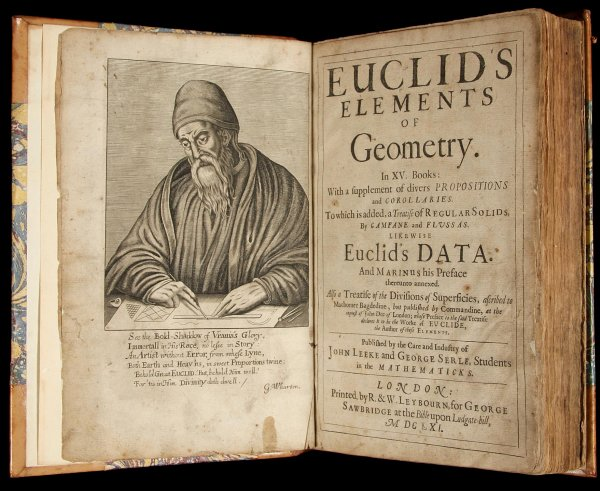 See the Bold Shaddow of Vrania's Glory,
Immortall in His Race, no lesse in Story:
An Artist without Error, from whose Lyne,
Both Earth and Heav'ns, in sweet Proportions twine:
Behold Great EUCLID. But, behold Him well!
For 'tis in Him Divinity doth dwell.
G. Wharton.
EUCLID'S
ELEMENTS
OF
Geometry.
In XV. Books:
With a supplement of divers PROPOSITIONS
and COROLLARIES.
To which is added, a Treatise of REGULAR SOLIDS,
By CAMPANE and FLUSSAS.
LIKEWISE
Euclid's DATA.
And MARINUS his Preface
thereunto annexed.
Also a Treatise of the Divisions of Superficies, ascribed to
Machomet Bagdedine, but published by Commandine, at the
request of John Dee of London; whose Preface to the said Treatise
declares it to be the Worke of EUCLIDE,
the Author of these ELEMENTS.
Published by the Care and Industry of
JOHN LEEKE and GEORGE SERLE, Students
in the MATHEMATICKS.
LONDON:
Printed, by R. & W. LEYBOURN, for GEORGE
SAWBRIDGE at the Bible upon Ludgate-hill,
MDCLXI.